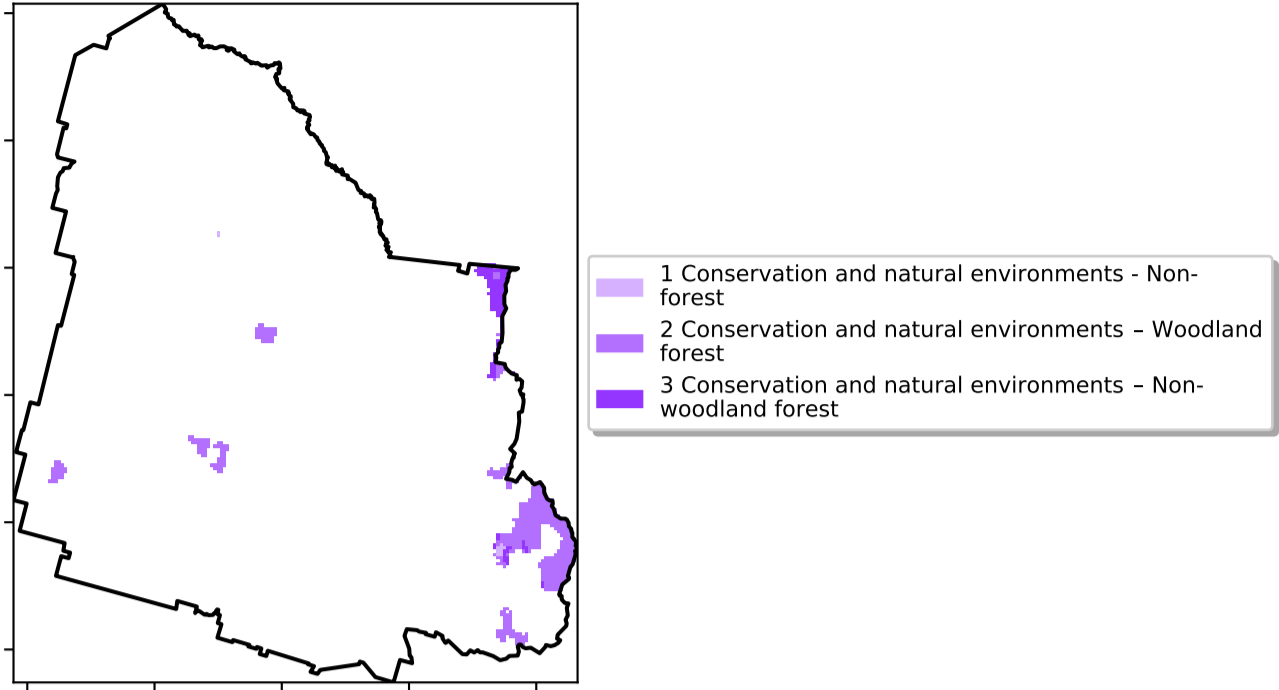 1 Conservation and natural environments - Non-
forest
2 Conservation and natural environments – Woodland
forest
3 Conservation and natural environments – Non-
woodland forest